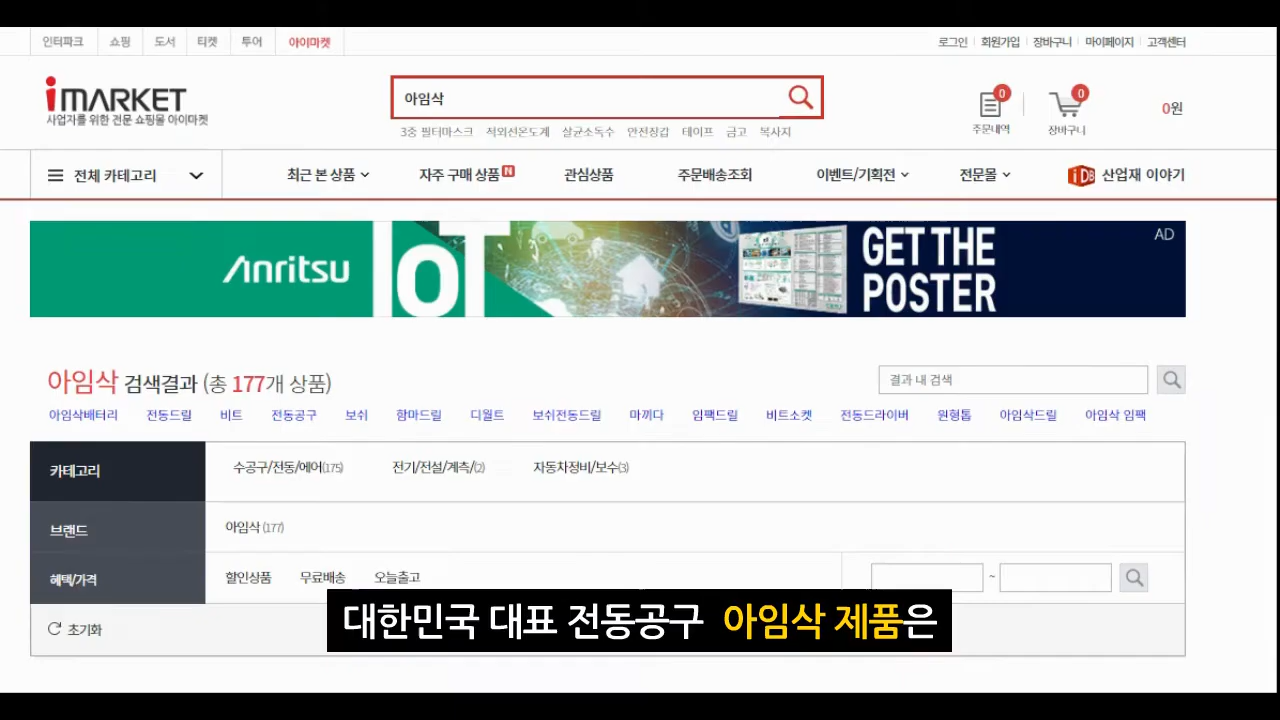 인터파크 쇼핑 도서 티켓 투어 아이마켓 로그인 회원가입 장바구니 마이페이지 고객센터
iMARKET
사업자를 위한 전문 쇼핑몰 아이마켓
아임삭
3중 필터마스크 적외선온도계 살균소독수 안전장갑 테이프 금고 복사지
0
주문내역
0
장바구니
0원
전체 카테고리 최근 본 상품 자주 구매 상품 N 관심상품 주문배송조회 이벤트/기획전 전문몰 iDB 산업재 이야기
Anritsu IoT GET THE
POSTER
AD
아임삭 검색결과 (총 177개 상품) 결과 내 검색
아임삭배터리 전동드릴 비트 전동공구 보쉬 함마드릴 디월트 보쉬전동드릴 마끼다 임팩드릴 비트소켓 전동드라이버 원형톱 아임삭드릴 아임삭 임팩
카테고리 수공구/전동/에어(175) 전기/전설/계측/(2) 자동차정비/보수(3)
브랜드 아임삭 (177)
혜택/가격 할인상품 무료배송 오늘출고 ~
초기화
대한민국 대표 전동공구 아임삭 제품은